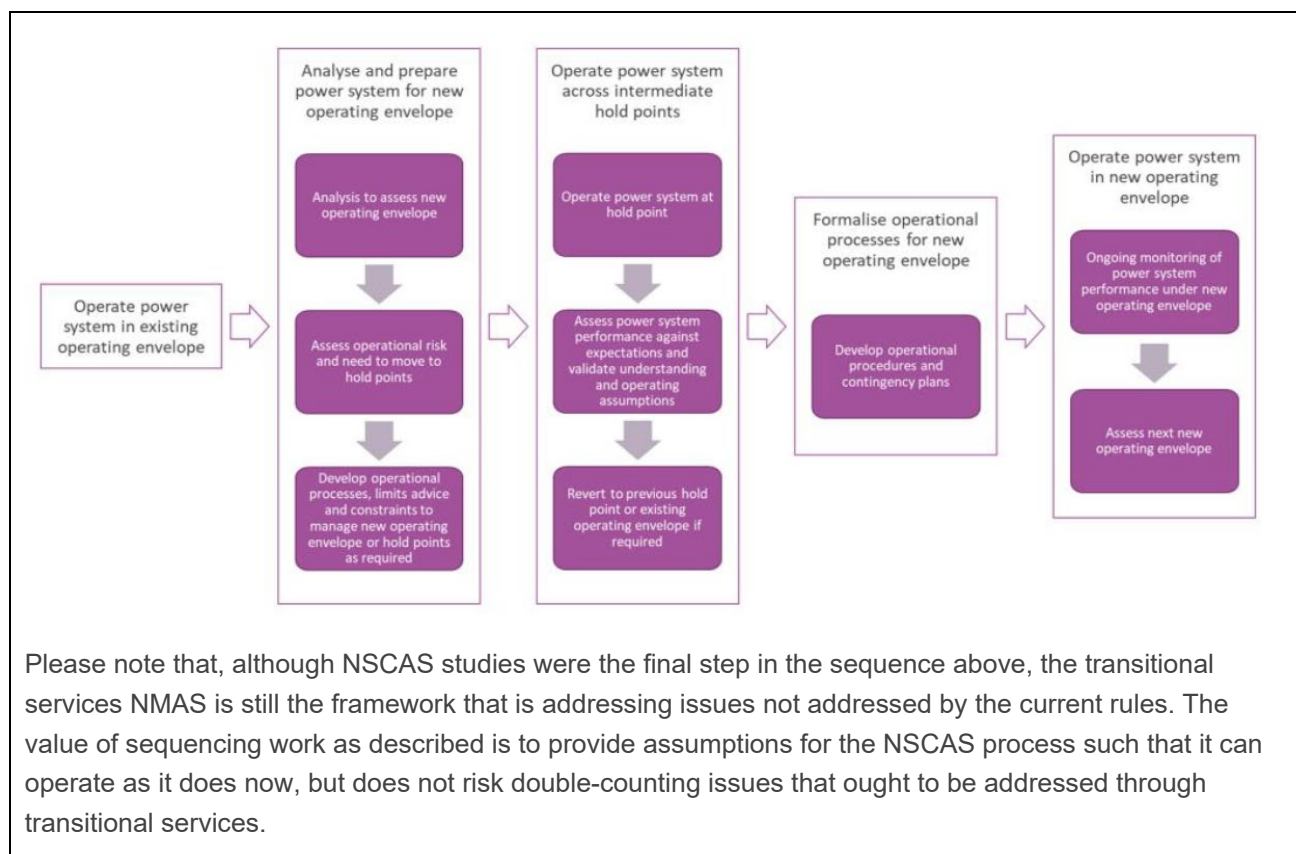 Operate power
system in existing
operating envelope
Analyse and prepare
power system for new
operating envelope
Analysis to assess new
operating envelope
Assess operational risk
and need to move to
hold points
Develop operational
processes, limits advice
and constraints to
manage new operating
envelope or hold points
as required
Operate power system
across intermediate
hold points
Operate power system at
hold point
Assess power system
performance against
expectations and
validate understanding
and operating
assumptions
Revert to previous hold
point or existing
operating envelope if
required
Formalise operational
processes for new
operating envelope
Develop operational
procedures and
contingency plans
Operate power system
in new operating
envelope
Ongoing monitoring of
power system
performance under new
operating envelope
Assess next new
operating envelope
Please note that, although NSCAS studies were the final step in the sequence above, the transitional
services NMAS is still the framework that is addressing issues not addressed by the current rules. The
value of sequencing work as described is to provide assumptions for the NSCAS process such that it can
operate as it does now, but does not risk double-counting issues that ought to be addressed through
transitional services.